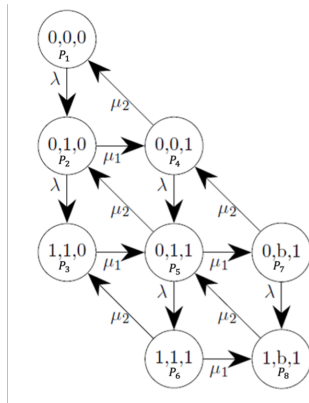 0,0,0
P1
λ
μ2
0,1,0
P2
μ1
0,0,1
P4
λ
μ2
λ
μ2
1,1,0
P3
μ1
0,1,1
P5
μ1
0,b,1
P7
μ2
λ
μ2
λ
1,1,1
P6
μ1
1,b,1
P8